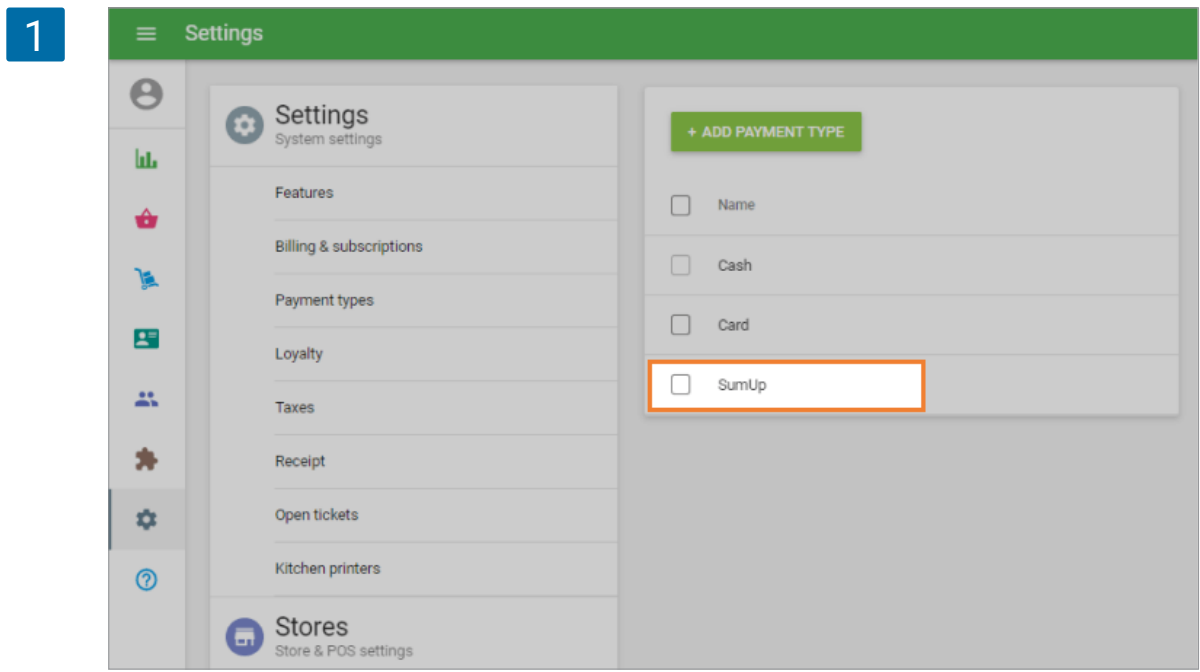 1
Settings
Settings
System settings
Features
Billing & subscriptions
Payment types
Loyalty
Taxes
Receipt
Open tickets
Kitchen printers
Stores
Store & POS settings
+ ADD PAYMENT TYPE
Name
Cash
Card
SumUp